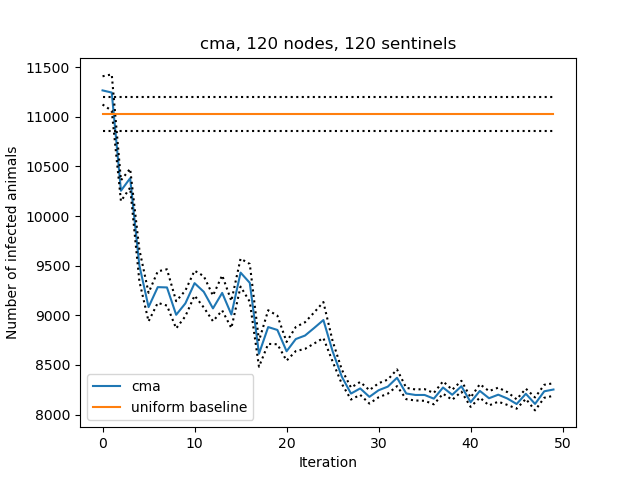 cma, 120 nodes, 120 sentinels
Number of infected animals
11500
11000
10500
10000
9500
9000
8500
8000
cma
uniform baseline
0 10 20 30 40 50
Iteration